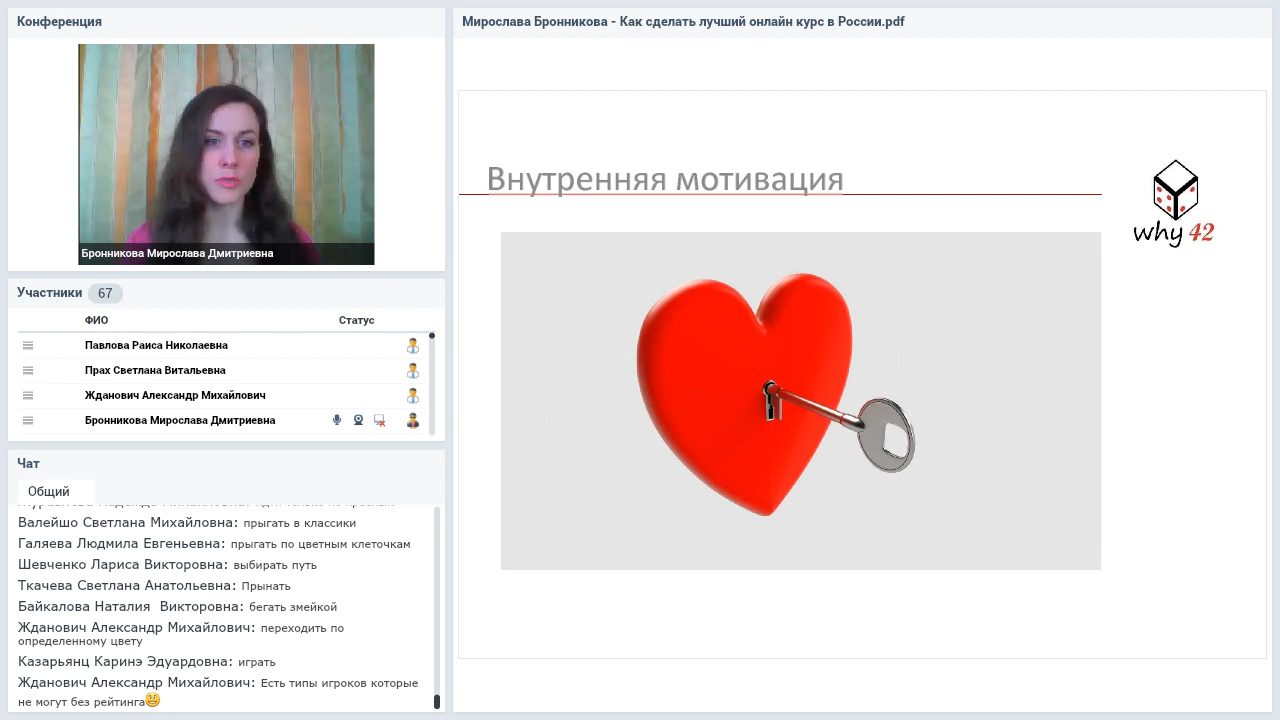 Конференция
Бронникова Мирослава Дмитриевна
Участники 67
ФИО Статус
Павлова Раиса Николаевна
Прах Светлана Витальевна
Жданович Александр Михайлович
Бронникова Мирослава Дмитриевна
Чат
Общий
Валейшо Светлана Михайловна: прыгать в классики
Галяева Людмила Евгеньевна: прыгать по цветным клеточкам
Шевченко Лариса Викторовна: выбирать путь
Ткачева Светлана Анатольевна: Прынать
Байкалова Наталия Викторовна: бегать змейкой
Жданович Александр Михайлович: переходить по
определенному цвету
Казарьянц Каринэ Эдуардовна: играть
Жданович Александр Михайлович: Есть типы игроков которые
не могут без рейтинга
Мирослава Бронникова - Как сделать лучший онлайн курс в России.pdf
Внутренняя мотивация
why 42